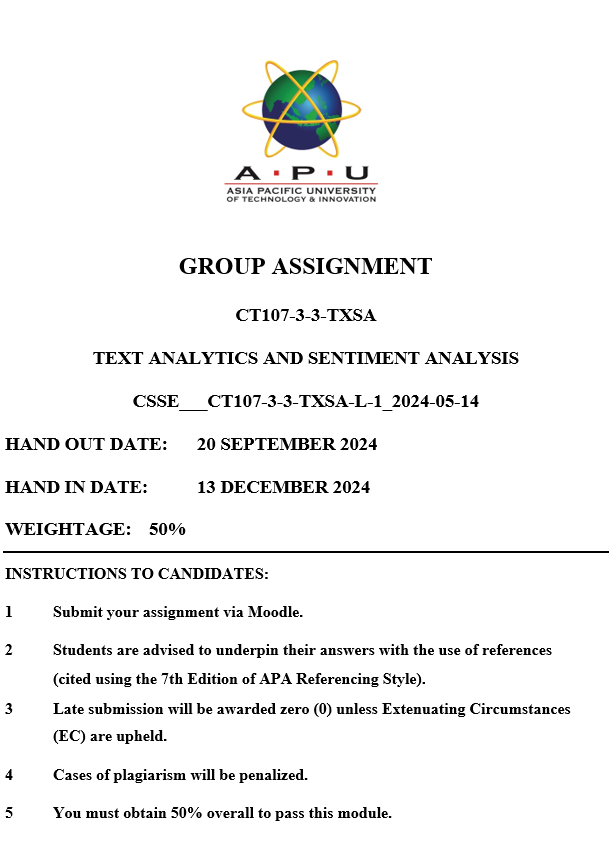 A · P · U
ASIA PACIFIC UNIVERSITY
OF TECHNOLOGY & INNOVATION
GROUP ASSIGNMENT
CT107-3-3-TXSA
TEXT ANALYTICS AND SENTIMENT ANALYSIS
CSSE___CT107-3-3-TXSA-L-1_2024-05-14
HAND OUT DATE: 20 SEPTEMBER 2024
HAND IN DATE: 13 DECEMBER 2024
WEIGHTAGE: 50%
INSTRUCTIONS TO CANDIDATES:
1 Submit your assignment via Moodle.
2 Students are advised to underpin their answers with the use of references
(cited using the 7th Edition of APA Referencing Style).
3 Late submission will be awarded zero (0) unless Extenuating Circumstances
(EC) are upheld.
4 Cases of plagiarism will be penalized.
5 You must obtain 50% overall to pass this module.